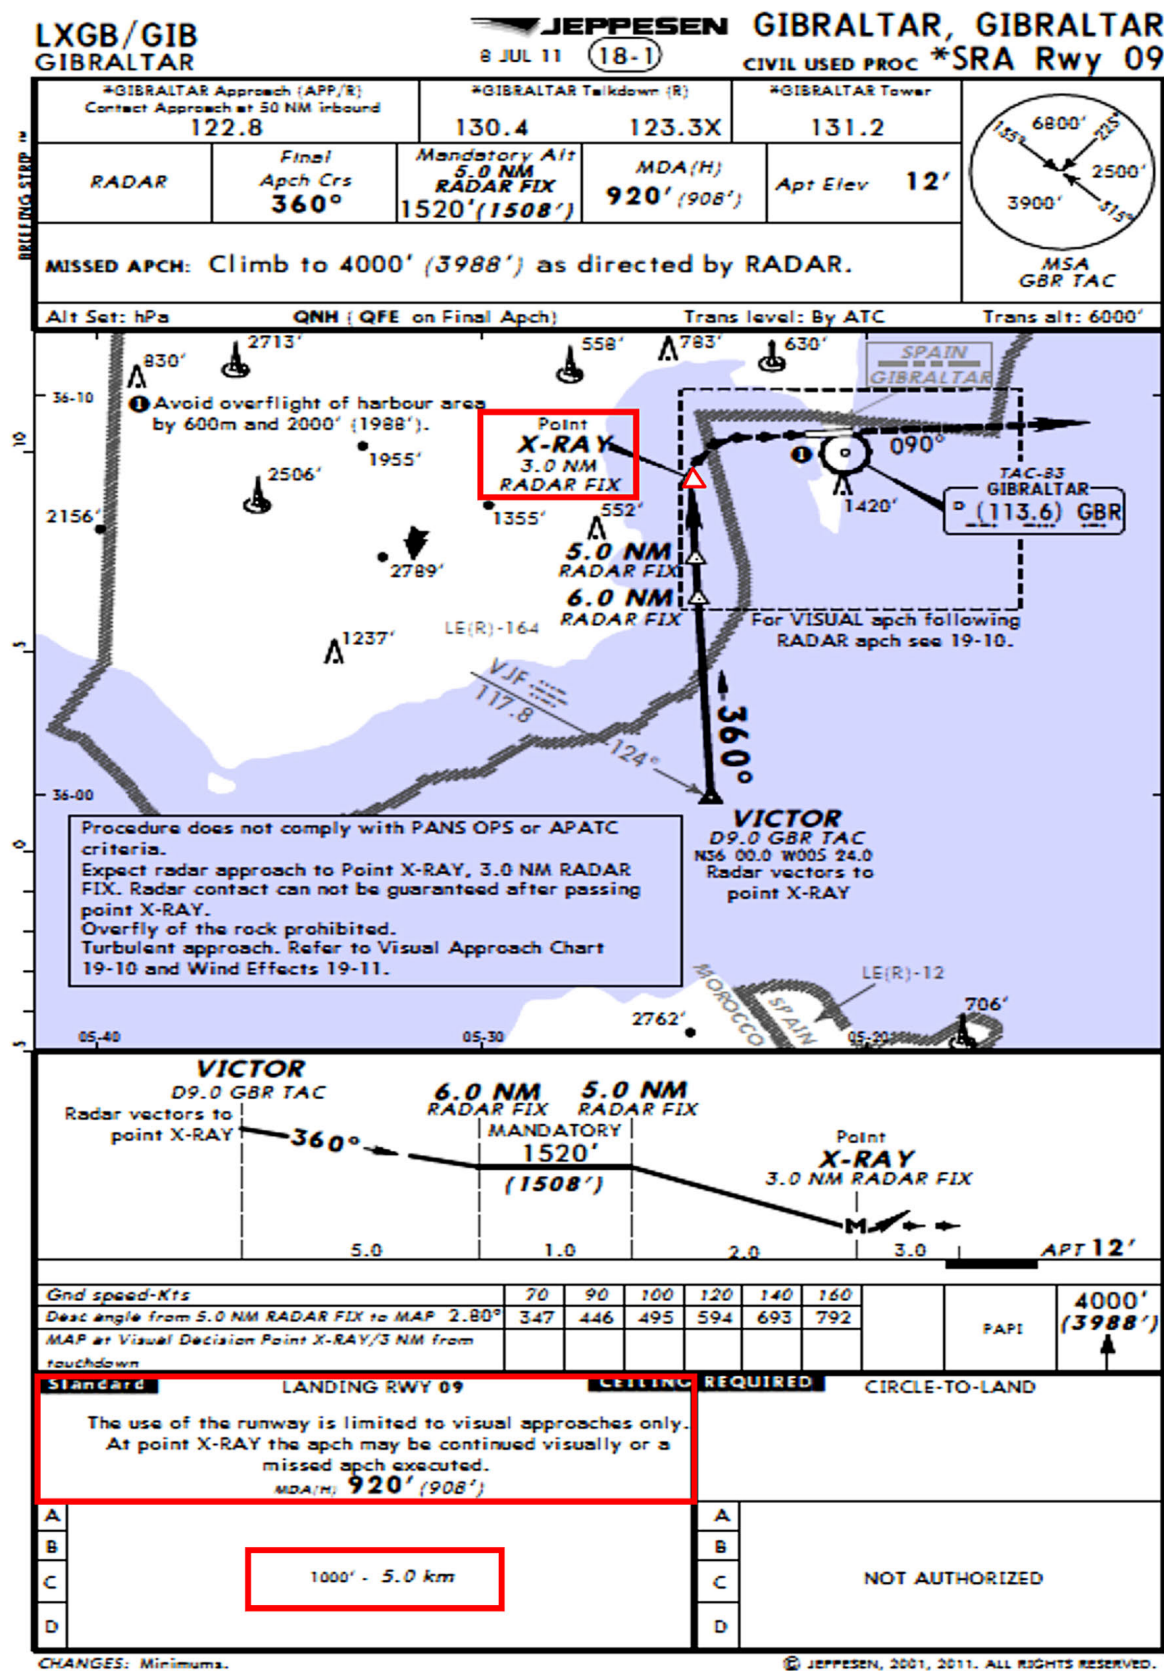 LXGB/GIB
GIBRALTAR
JEPPESEN
8 JUL 11
18-1
GIBRALTAR, GIBRALTAR
CIVIL USED PROC *SRA Rwy 09
BRIEFING STRIP ™
*GIBRALTAR Approach (APP/R)
Contact Approach at 50 NM inbound
122.8
*GIBRALTAR Talkdown (R)
130.4 123.3X
*GIBRALTAR Tower
131.2
RADAR
Final
Apch Crs
360°
Mandatory Alt
5.0 NM
RADAR FIX
1520' (1508')
MDA(H)
920' (908')
Apt Elev 12'
MISSED APCH: Climb to 4000' (3988') as directed by RADAR.
Alt Set: hPa QNH (QFE on Final Apch) Trans level: By ATC Trans alt: 6000'
135°
6800'
225°
2500'
3900'
315°
MSA
GBR TAC
830'
2713'
558'
783'
630'
SPAIN
GIBRALTAR
36-10
1 Avoid overflight of harbour area
by 600m and 2000' (1988').
Point
X-RAY
3.0 NM
RADAR FIX
10
1955'
090°
1
TAC-83
GIBRALTAR
(113.6) GBR
2506'
2156'
1355'
552'
1420'
2789'
5.0 NM
RADAR FIX
6.0 NM
RADAR FIX
1237'
LE(R)-164
5
For VISUAL apch following
RADAR apch see 19-10.
VJF
117.8
124°
360°
36-00
VICTOR
D9.0 GBR TAC
N36 00.0 W005 24.0
Radar vectors to
point X-RAY
0
Procedure does not comply with PANS OPS or APATC
criteria.
Expect radar approach to Point X-RAY, 3.0 NM RADAR
FIX. Radar contact can not be guaranteed after passing
point X-RAY.
Overfly of the rock prohibited.
Turbulent approach. Refer to Visual Approach Chart
19-10 and Wind Effects 19-11.
MOROCCO
SPAIN
LE(R)-12
706'
2762'
5
05-40
05-30
05-20
VICTOR
D9.0 GBR TAC
Radar vectors to
point X-RAY
360°
6.0 NM
RADAR FIX
5.0 NM
RADAR FIX
MANDATORY
1520'
(1508')
Point
X-RAY
3.0 NM RADAR FIX
M
5.0 1.0 2.0 3.0
APT 12'
Gnd speed-Kts 70 90 100 120 140 160
Desc angle from 5.0 NM RADAR FIX to MAP 2.80° 347 446 495 594 693 792
MAP at Visual Decision Point X-RAY/3 NM from
touchdown
PAPI
4000'
(3988')
Standard LANDING RWY 09 CEILING REQUIRED
The use of the runway is limited to visual approaches only.
At point X-RAY the apch may be continued visually or a
missed apch executed.
MDA(H) 920' (908')
CIRCLE-TO-LAND
A
B
C
D
1000' - 5.0 km
A
B
C
D
NOT AUTHORIZED
CHANGES: Minimums.
© JEPPESEN, 2001, 2011. ALL RIGHTS RESERVED.